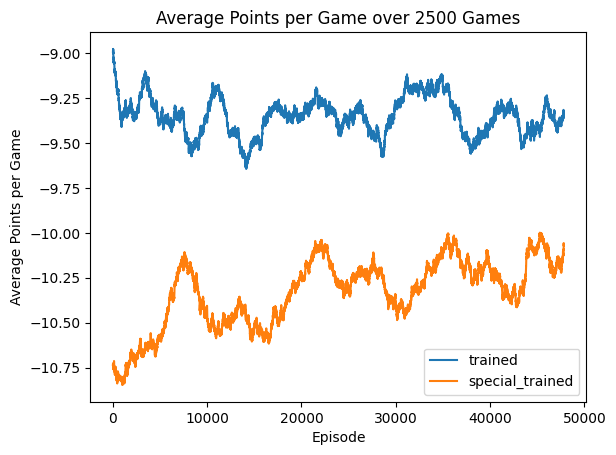 Average Points per Game over 2500 Games
Average Points per Game
−9.00
−9.25
−9.50
−9.75
−10.00
−10.25
−10.50
−10.75
0
10000
20000
30000
40000
50000
Episode
trained
special_trained